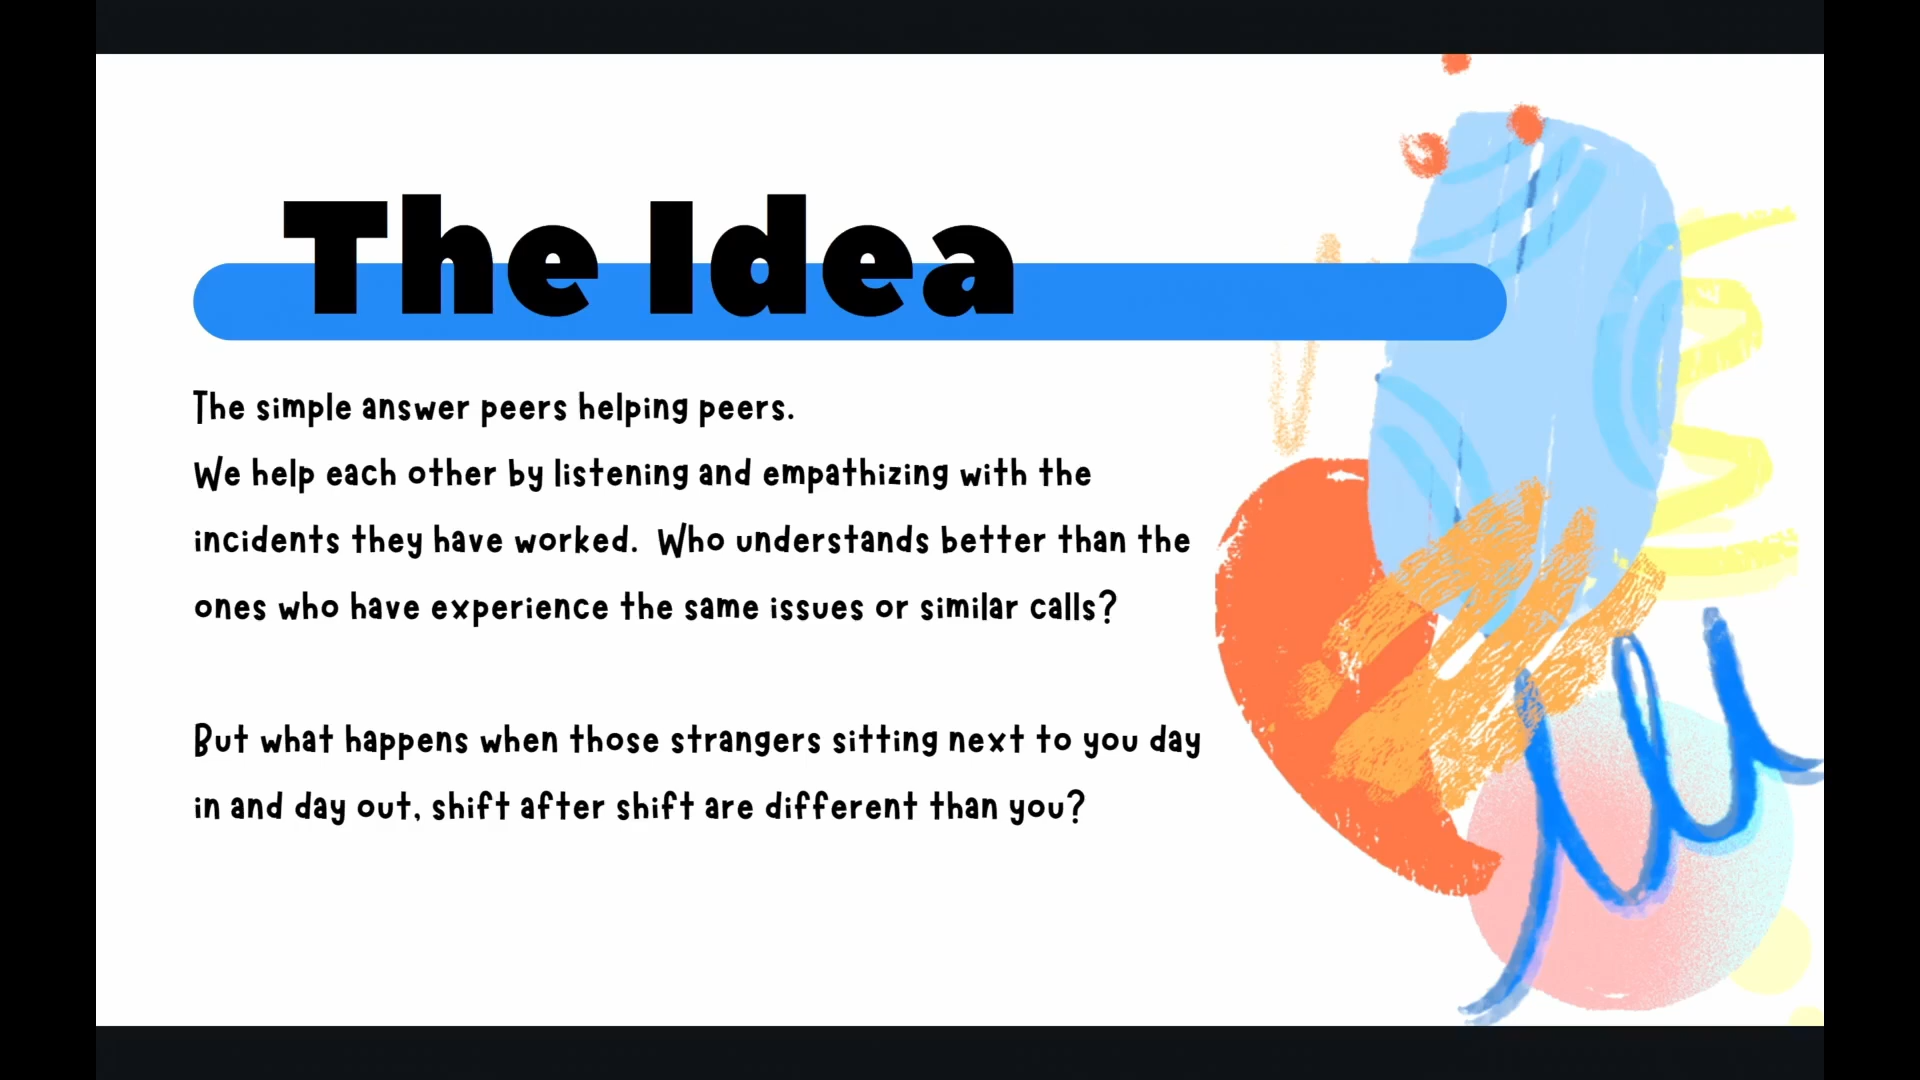 The Idea
The simple answer peers helping peers.
We help each other by listening and empathizing with the
incidents they have worked. Who understands better than the
ones who have experience the same issues or similar calls?
But what happens when those strangers sitting next to you day
in and day out, shift after shift are different than you?